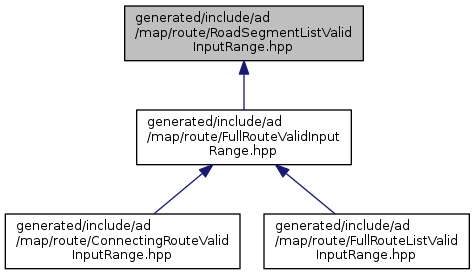 generated/include/ad
/map/route/RoadSegmentListValid
InputRange.hpp
generated/include/ad
/map/route/FullRouteValidInput
Range.hpp
generated/include/ad
/map/route/ConnectingRouteValid
InputRange.hpp
generated/include/ad
/map/route/FullRouteListValid
InputRange.hpp